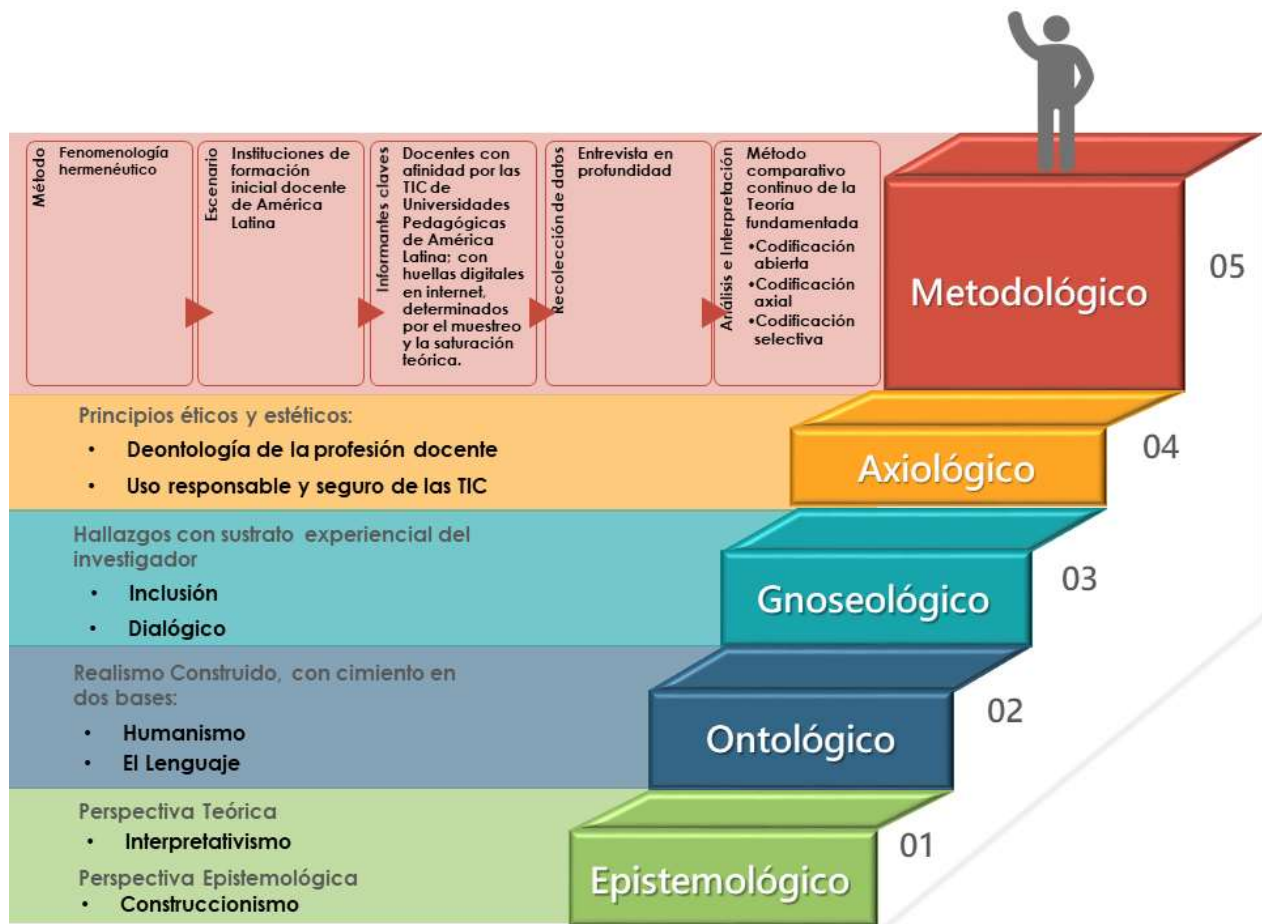 Método
Fenomenología
hermenéutico
Escenario
Instituciones de
formación
inicial docente
de América
Latina
Informantes claves
Docentes con
afinidad por las
TIC de
Universidades
Pedagógicas
de América
Latina; con
huellas digitales
en internet,
determinados
por el muestreo
y la saturación
teórica.
Recolección de datos
Entrevista en
profundidad
Análisis e Interpretación
Método
comparativo
continuo de la
Teoría
fundamentada
•Codificación
abierta
•Codificación
axial
•Codificación
selectiva
Metodológico
05
Principios éticos y estéticos:
• Deontología de la profesión docente
• Uso responsable y seguro de las TIC
Axiológico
04
Hallazgos con sustrato experiencial del
investigador
• Inclusión
• Dialógico
Gnoseológico
03
Realismo Construido, con cimiento en
dos bases:
• Humanismo
• El Lenguaje
Ontológico
02
Perspectiva Teórica
• Interpretativismo
Perspectiva Epistemológica
• Construccionismo
Epistemológico
01